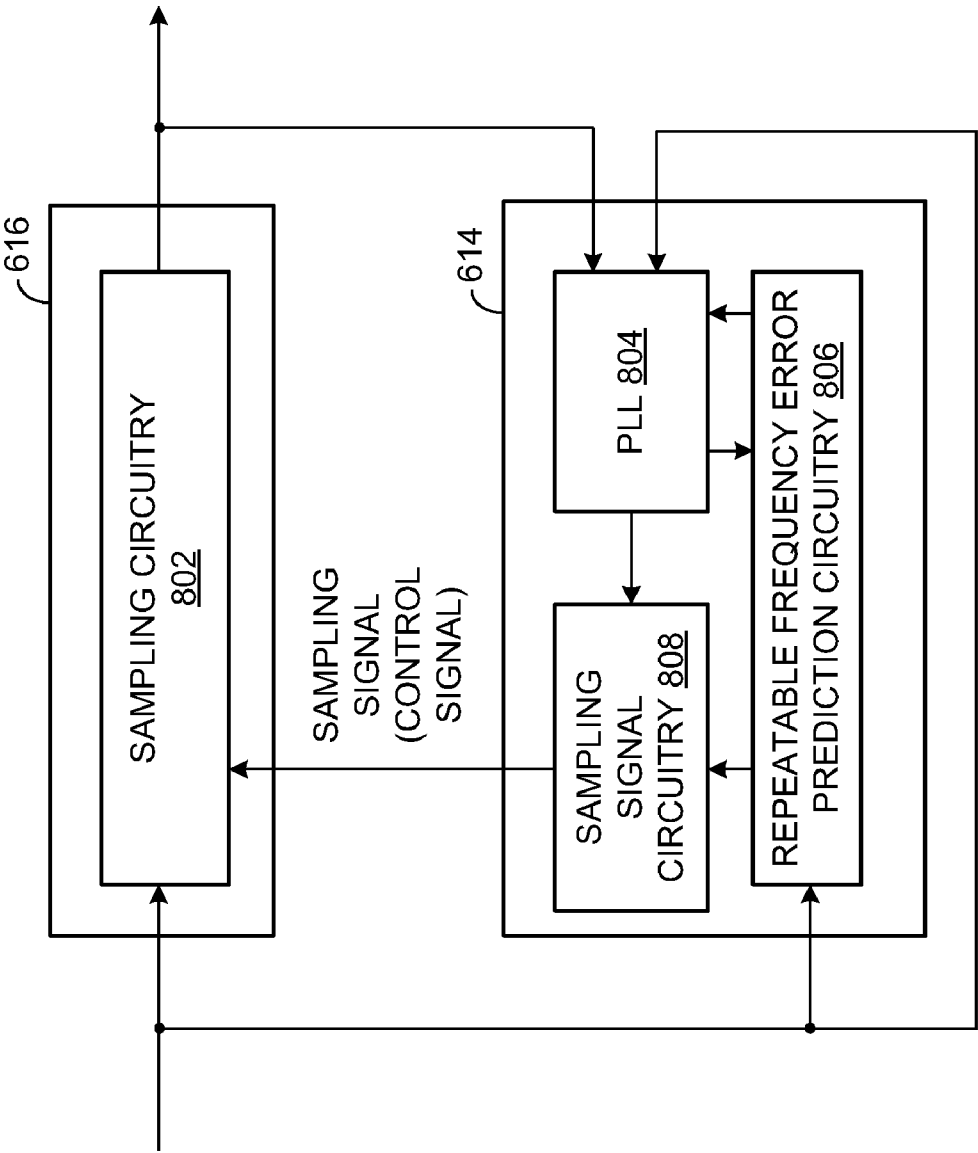 616
SAMPLING CIRCUITRY
802
SAMPLING
SIGNAL
(CONTROL
SIGNAL)
614
SAMPLING
SIGNAL
CIRCUITRY 808
PLL 804
REPEATABLE FREQUENCY ERROR
PREDICTION CIRCUITRY 806